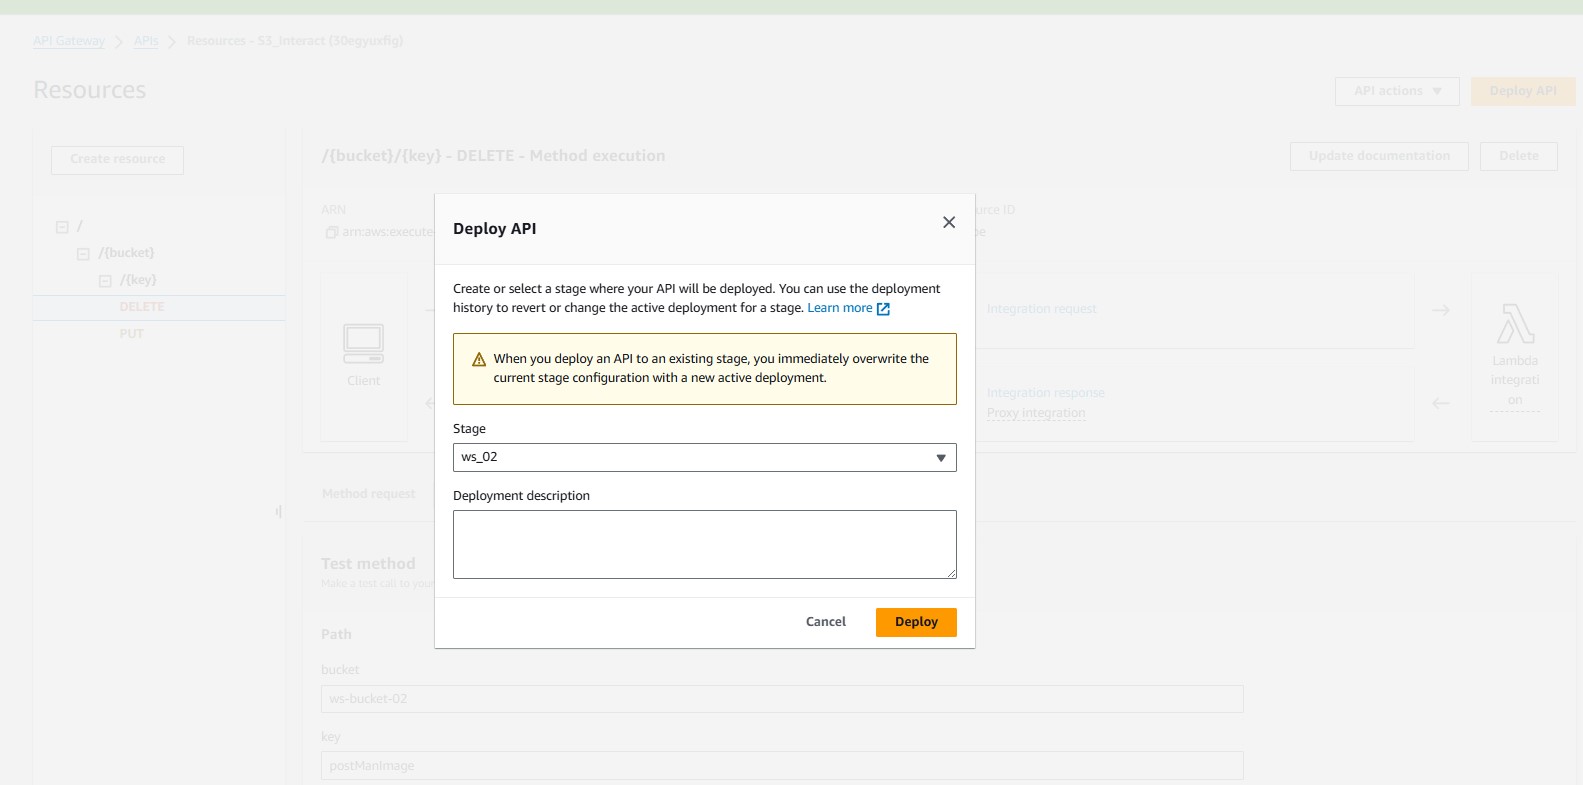 API Gateway > APIs > Resources - S3_Interact (30egyuxfig)
Resources
API actions
Deploy API
Create resource
/
/{bucket}
/{key}
DELETE
PUT
/{bucket}/{key} - DELETE - Method execution
Update documentation
Delete
ARN
arn:aws:execute-
urce ID
Client
Integration request
Integration response
Proxy integration
Lambda
integrati
on
Method request
Test method
Make a test call to your
Path
bucket
ws-bucket-02
key
postManImage
Deploy API
Create or select a stage where your API will be deployed. You can use the deployment
history to revert or change the active deployment for a stage. Learn more
When you deploy an API to an existing stage, you immediately overwrite the
current stage configuration with a new active deployment.
Stage
ws_02
Deployment description
Cancel
Deploy